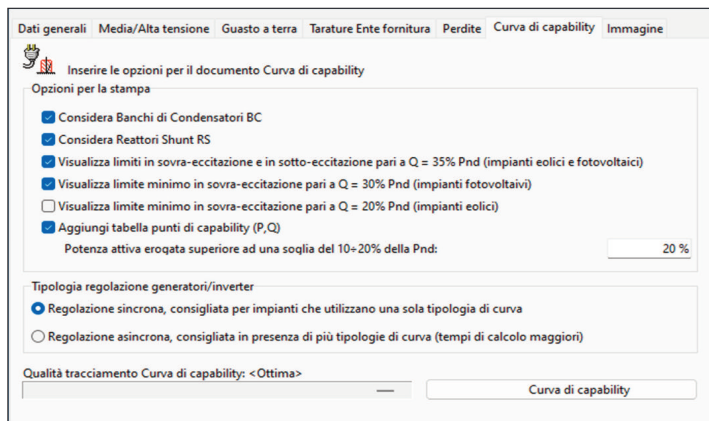 Dati generali Media/Alta tensione Guasto a terra Tarature Ente fornitura Perdite Curva di capability Immagine
Inserire le opzioni per il documento Curva di capability
Opzioni per la stampa
Considera Banchi di Condensatori BC
Considera Reattori Shunt RS
Visualizza limiti in sovra-eccitazione e in sotto-eccitazione pari a Q = 35% Pnd (impianti eolici e fotovoltaici)
Visualizza limite minimo in sovra-eccitazione pari a Q = 30% Pnd (impianti fotovoltaivi)
Visualizza limite minimo in sovra-eccitazione pari a Q = 20% Pnd (impianti eolici)
Aggiungi tabella punti di capability (P,Q)
Potenza attiva erogata superiore ad una soglia del 10÷20% della Pnd: 20 %
Tipologia regolazione generatori/inverter
Regolazione sincrona, consigliata per impianti che utilizzano una sola tipologia di curva
Regolazione asincrona, consigliata in presenza di più tipologie di curva (tempi di calcolo maggiori)
Qualità tracciamento Curva di capability: <Ottima>
Curva di capability